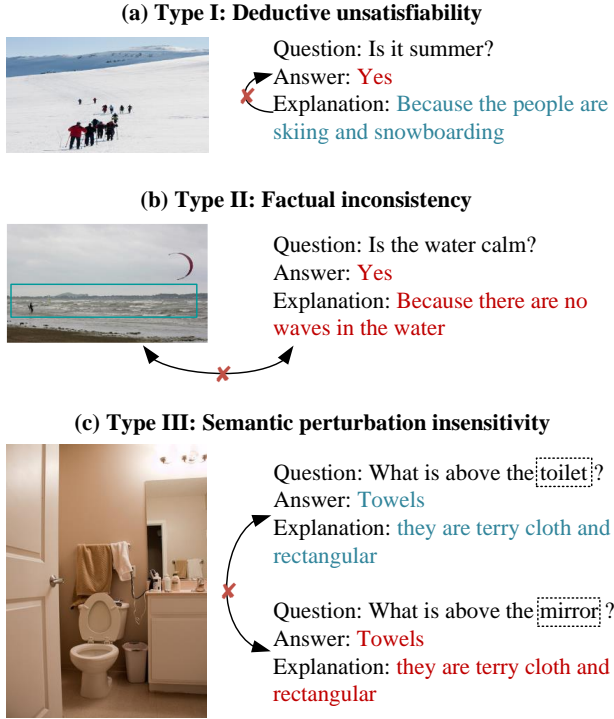 (a) Type I: Deductive unsatisfiability
Question: Is it summer?
Answer: Yes
Explanation: Because the people are
skiing and snowboarding
(b) Type II: Factual inconsistency
Question: Is the water calm?
Answer: Yes
Explanation: Because there are no
waves in the water
(c) Type III: Semantic perturbation insensitivity
Question: What is above the toilet ?
Answer: Towels
Explanation: they are terry cloth and
rectangular
Question: What is above the mirror ?
Answer: Towels
Explanation: they are terry cloth and
rectangular